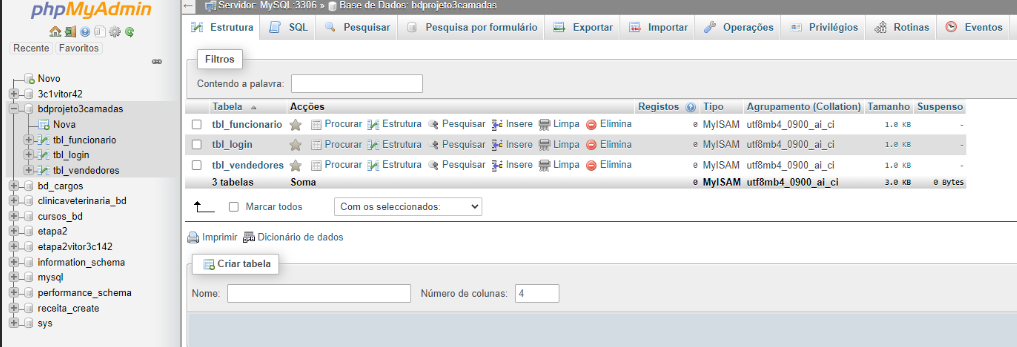 phpMyAdmin
Recente Favoritos
Novo
3c1vitor42
bdprojeto3camadas
Nova
tbl_funcionario
tbl_login
tbl_vendedores
bd_cargos
clinicaveterinaria_bd
cursos_bd
etapa2
etapa2vitor3c142
information_schema
mysql
performance_schema
receita_create
sys
Servidor: MySQL:3306 » Base de Dados: bdprojeto3camadas
Estrutura SQL Pesquisar Pesquisa por formulário Exportar Importar Operações Privilégios Rotinas Eventos
Filtros
Contendo a palavra:
Tabela Acções Registos Tipo Agrupamento (Collation) Tamanho Suspenso
tbl_funcionario Procurar Estrutura Pesquisar Insere Limpa Elimina 0 MyISAM utf8mb4_0900_ai_ci 1.0 KB -
tbl_login Procurar Estrutura Pesquisar Insere Limpa Elimina 0 MyISAM utf8mb4_0900_ai_ci 1.0 KB -
tbl_vendedores Procurar Estrutura Pesquisar Insere Limpa Elimina 0 MyISAM utf8mb4_0900_ai_ci 1.0 KB -
3 tabelas Soma 0 MyISAM utf8mb4_0900_ai_ci 3.0 KB 0 Bytes
Marcar todos Com os seleccionados:
Imprimir Dicionário de dados
Criar tabela
Nome: Número de colunas: 4